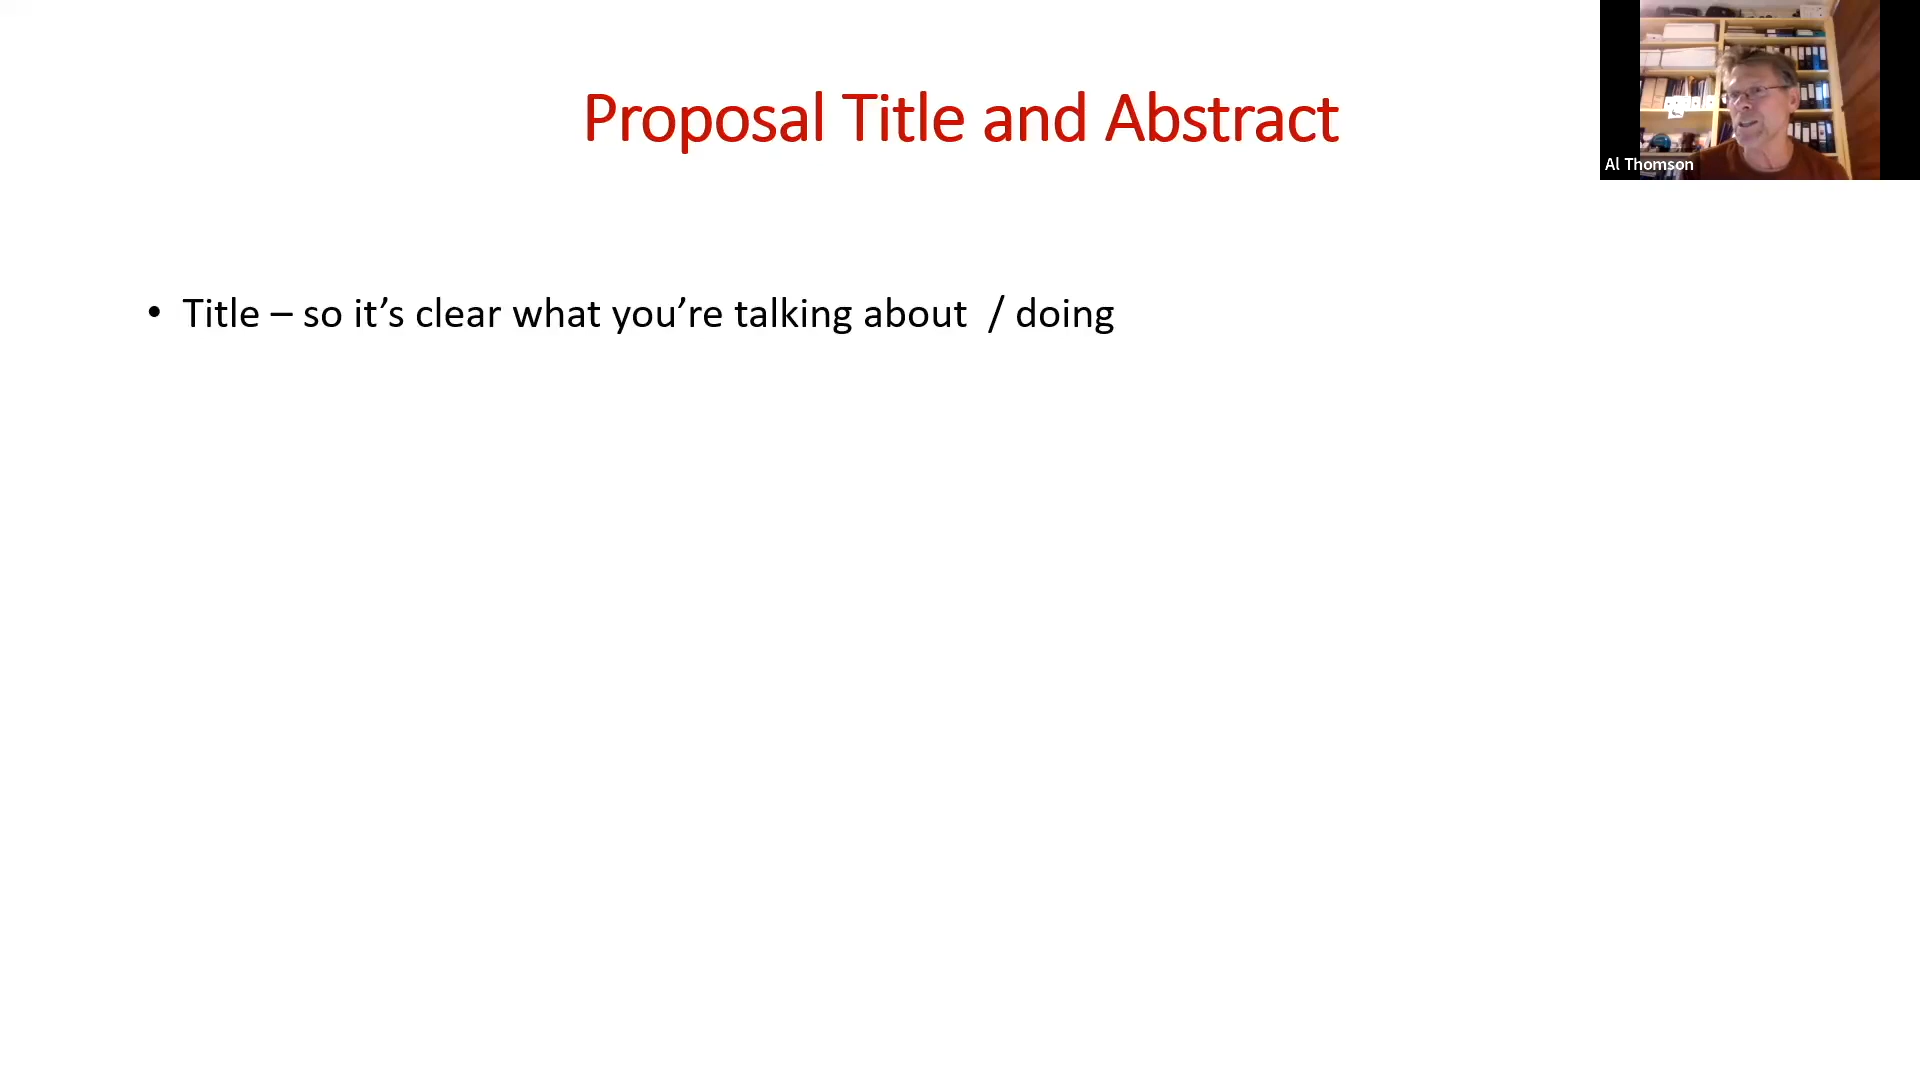 Proposal Title and Abstract
Al Thomson
• Title – so it’s clear what you’re talking about  / doing